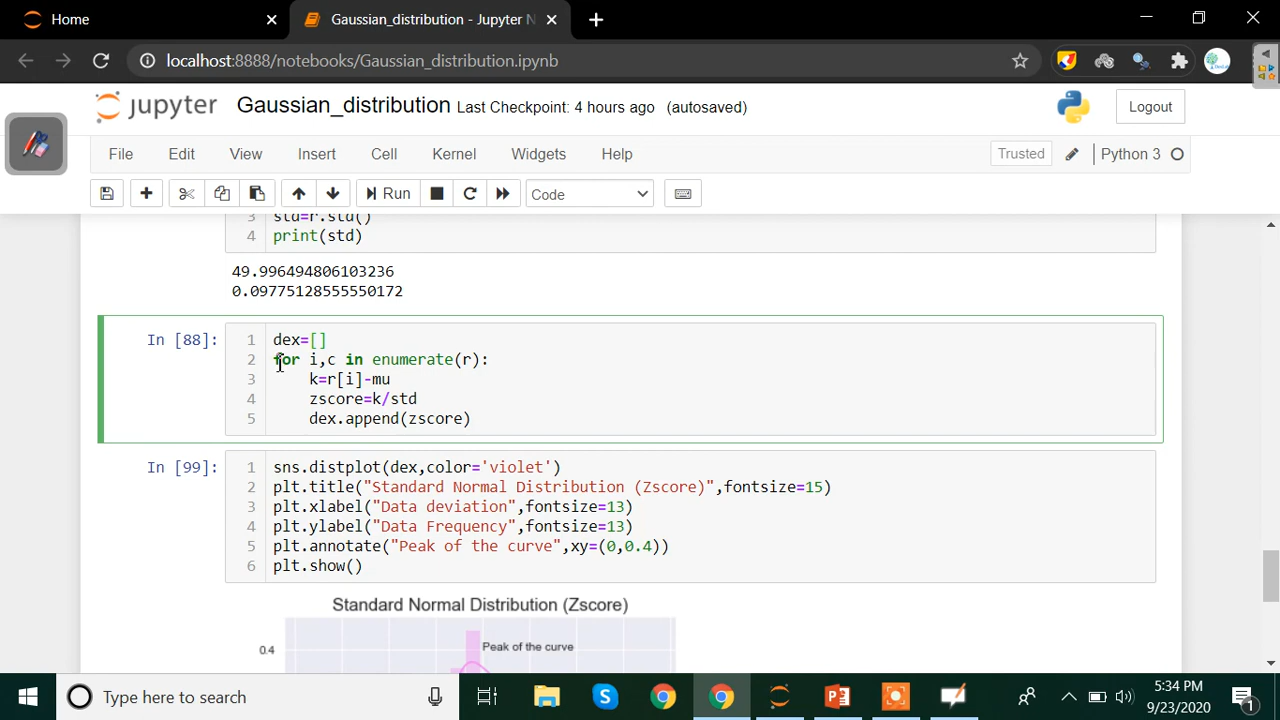 Home
Gaussian_distribution - Jupyter N
localhost:8888/notebooks/Gaussian_distribution.ipynb
jupyter Gaussian_distribution Last Checkpoint: 4 hours ago (autosaved)
Logout
File Edit View Insert Cell Kernel Widgets Help
Trusted Python 3
Run Code
3 std=r.std()
4 print(std)
49.996494806103236
0.09775128555550172
In [88]: 1 dex=[]
2 for i,c in enumerate(r):
3 k=r[i]-mu
4 zscore=k/std
5 dex.append(zscore)
In [99]: 1 sns.distplot(dex,color='violet')
2 plt.title("Standard Normal Distribution (Zscore)",fontsize=15)
3 plt.xlabel("Data deviation",fontsize=13)
4 plt.ylabel("Data Frequency",fontsize=13)
5 plt.annotate("Peak of the curve",xy=(0,0.4))
6 plt.show()
Standard Normal Distribution (Zscore)
0.4
Peak of the curve
Type here to search
5:34 PM
9/23/2020
1